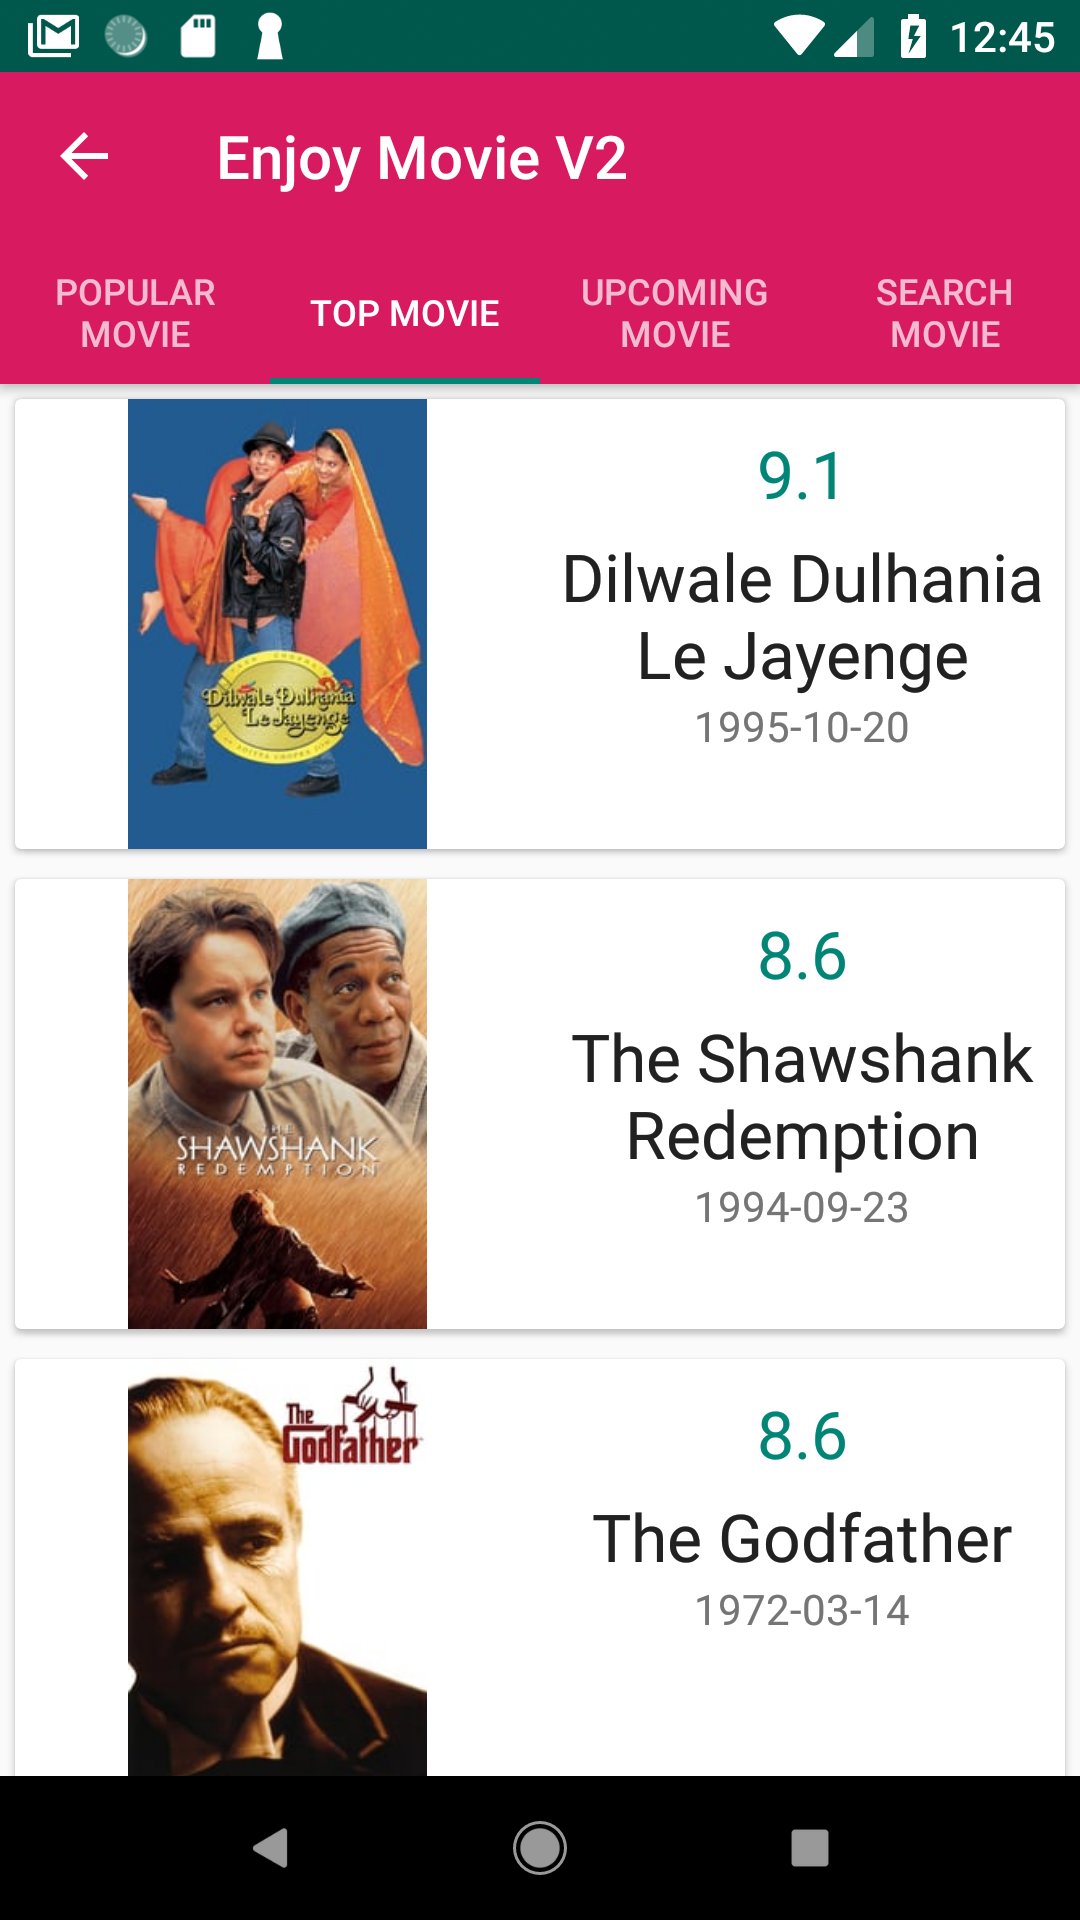 12:45
Enjoy Movie V2
POPULAR
MOVIE
TOP MOVIE
UPCOMING
MOVIE
SEARCH
MOVIE
Dilwale Dulhania
Le Jayenge
9.1
Dilwale Dulhania
Le Jayenge
1995-10-20
THE
SHAWSHANK
REDEMPTION
8.6
The Shawshank
Redemption
1994-09-23
The
Godfather
8.6
The Godfather
1972-03-14